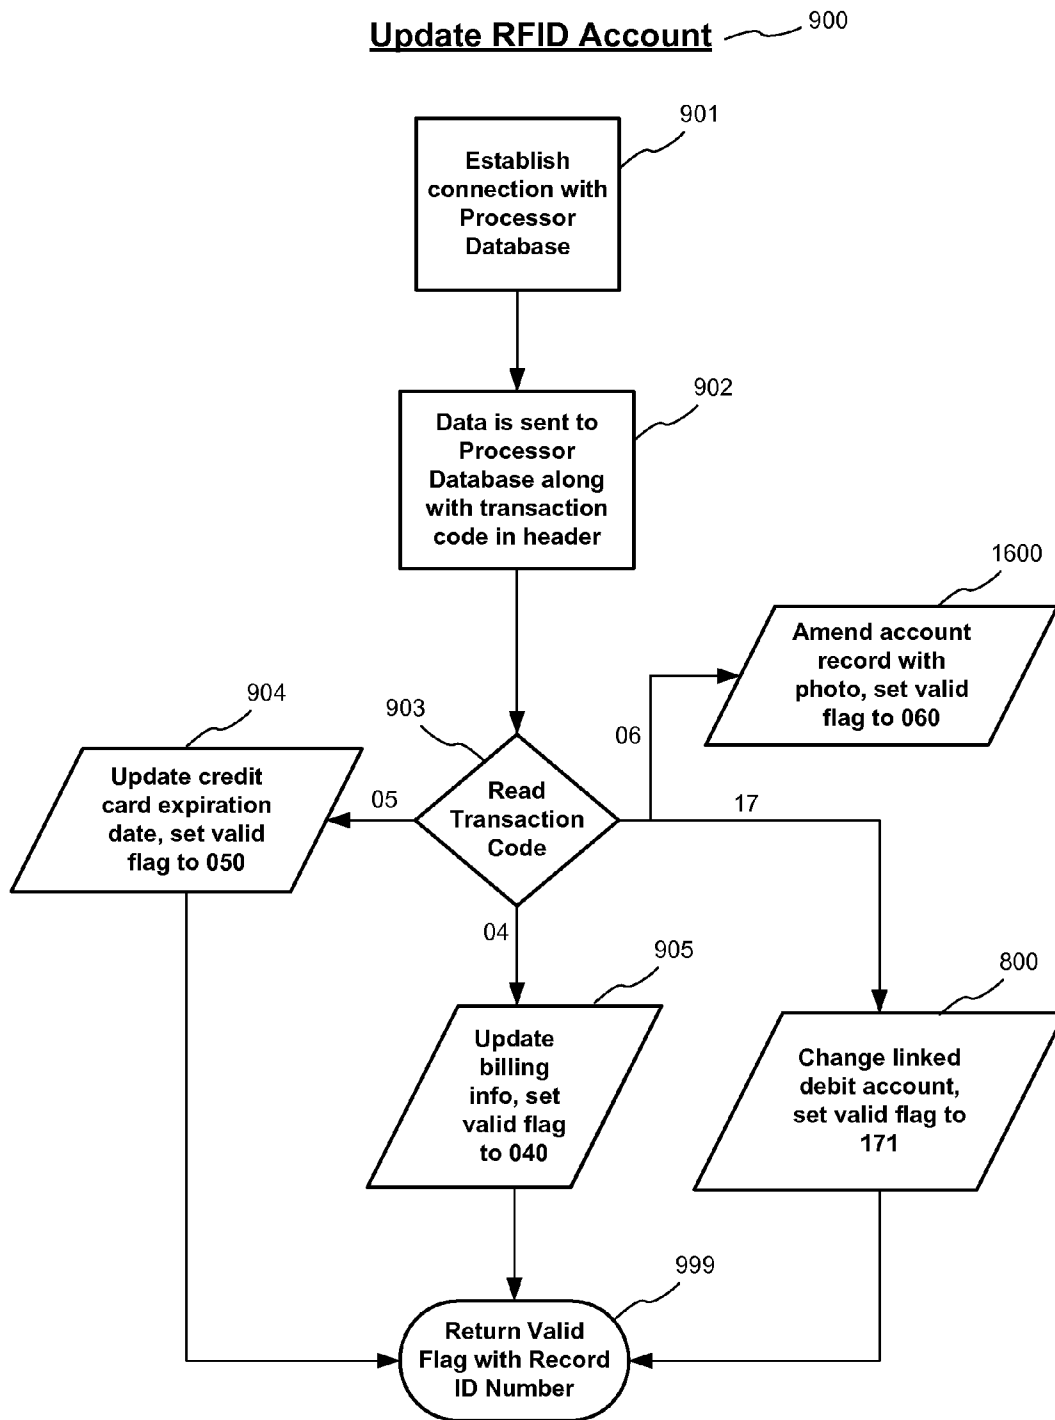 Update RFID Account
900
901
Establish
connection with
Processor
Database
902
Data is sent to
Processor
Database along
with transaction
code in header
1600
Amend account
record with
photo, set valid
flag to 060
06
904
903
Update credit
card expiration
date, set valid
flag to 050
05
Read
Transaction
Code
17
04
905
800
Update
billing
info, set
valid flag
to 040
Change linked
debit account,
set valid flag to
171
999
Return Valid
Flag with Record
ID Number